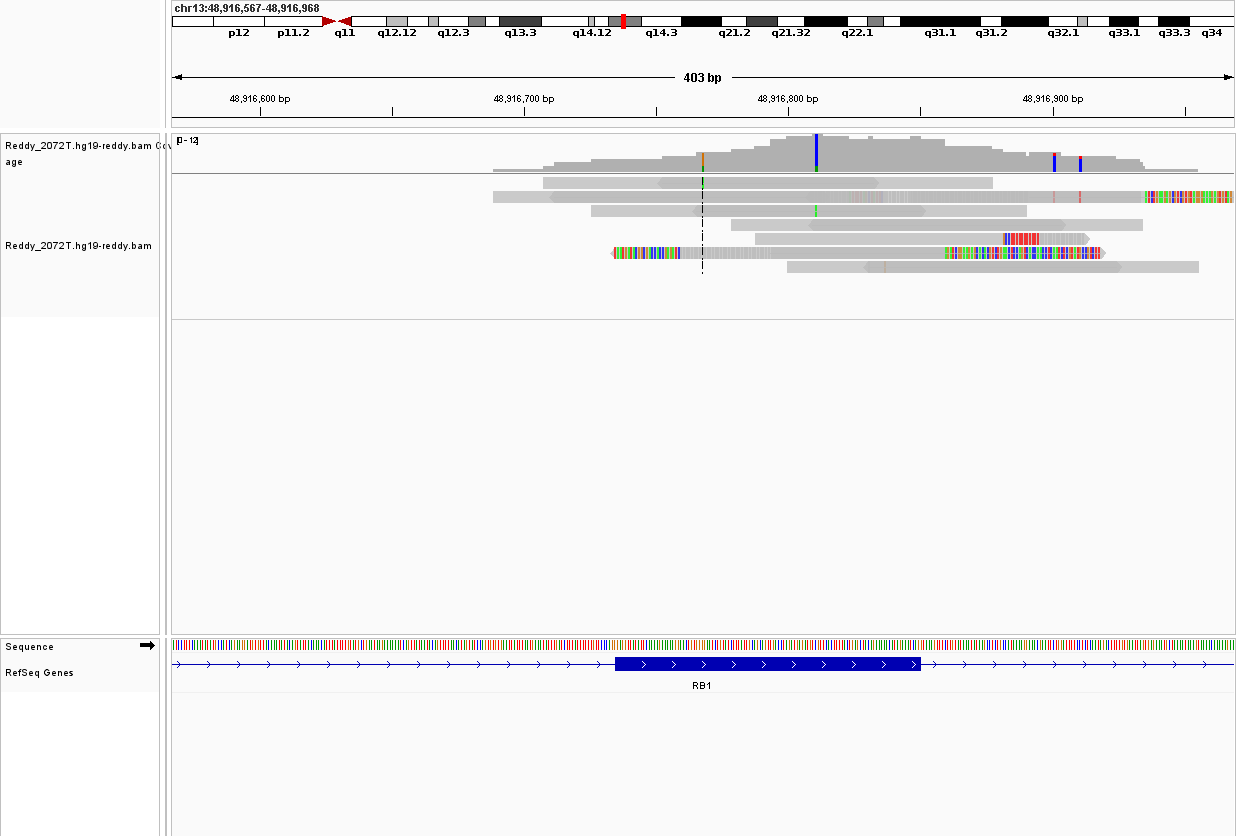 chr13:48,916,567-48,916,968
p12 p11.2 q11 q12.12 q12.3 q13.3 q14.12 q14.3 q21.2 q21.32 q22.1 q31.1 q31.2 q32.1 q33.1 q33.3 q34
403 bp
48,916,600 bp 48,916,700 bp 48,916,800 bp 48,916,900 bp
Reddy_2072T.hg19-reddy.bam Cov
age
[0 - 12]
Reddy_2072T.hg19-reddy.bam
Sequence
RefSeq Genes
RB1